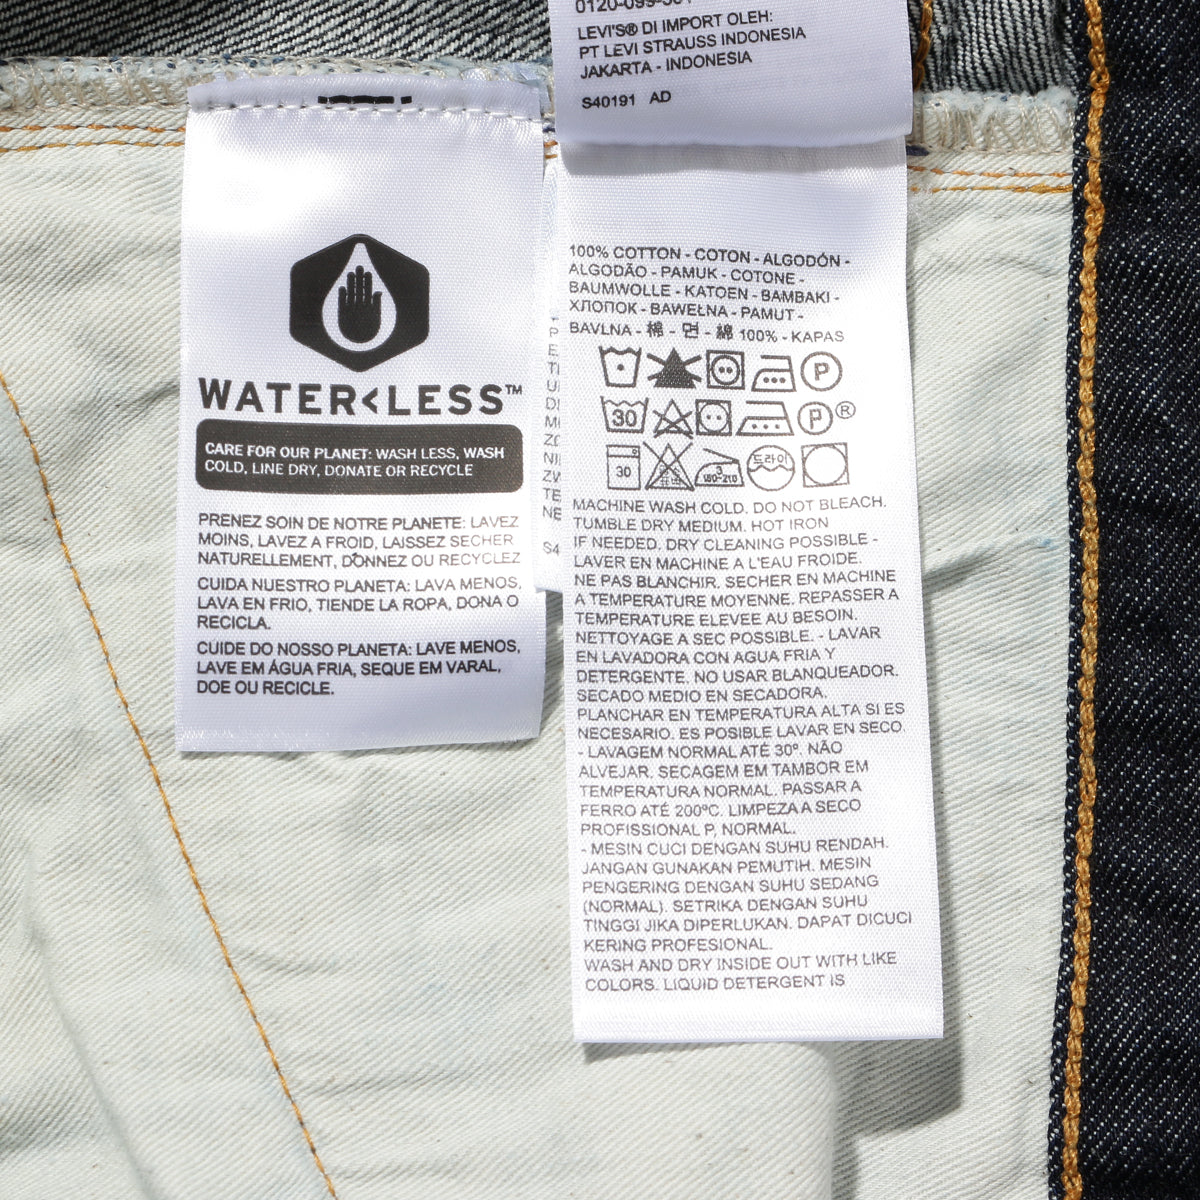 LEVI'S® DI IMPORT OLEH:
PT LEVI STRAUSS INDONESIA
JAKARTA - INDONESIA
S40191 AD
WATER<LESS™
CARE FOR OUR PLANET: WASH LESS, WASH
COLD, LINE DRY, DONATE OR RECYCLE
PRENEZ SOIN DE NOTRE PLANETE: LAVEZ
MOINS, LAVEZ A FROID, LAISSEZ SECHER
NATURELLEMENT, DONNEZ OU RECYCLEZ
CUIDA NUESTRO PLANETA: LAVA MENOS,
LAVA EN FRIO, TIENDE LA ROPA, DONA O
RECICLA.
CUIDE DO NOSSO PLANETA: LAVE MENOS,
LAVE EM ÁGUA FRIA, SEQUE EM VARAL,
DOE OU RECICLE.
100% COTTON - COTON - ALGODÓN -
ALGODÃO - PAMUK - COTONE -
BAUMWOLLE - KATOEN - BAMBAKI -
ХЛОПОК - BAWEŁNA - PAMUT -
BAVLNA - 棉 - 면 - 綿 100% - KAPAS
P
30 P ®
30 3 180-210 드라이
MACHINE WASH COLD. DO NOT BLEACH.
TUMBLE DRY MEDIUM. HOT IRON
IF NEEDED. DRY CLEANING POSSIBLE -
LAVER EN MACHINE A L'EAU FROIDE.
NE PAS BLANCHIR. SECHER EN MACHINE
A TEMPERATURE MOYENNE. REPASSER A
TEMPERATURE ELEVEE AU BESOIN.
NETTOYAGE A SEC POSSIBLE. - LAVAR
EN LAVADORA CON AGUA FRIA Y
DETERGENTE. NO USAR BLANQUEADOR.
SECADO MEDIO EN SECADORA.
PLANCHAR EN TEMPERATURA ALTA SI ES
NECESARIO. ES POSIBLE LAVAR EN SECO.
- LAVAGEM NORMAL ATÉ 30º. NÃO
ALVEJAR. SECAGEM EM TAMBOR EM
TEMPERATURA NORMAL. PASSAR A
FERRO ATÉ 200ºC. LIMPEZA A SECO
PROFISSIONAL P, NORMAL.
- MESIN CUCI DENGAN SUHU RENDAH.
JANGAN GUNAKAN PEMUTIH. MESIN
PENGERING DENGAN SUHU SEDANG
(NORMAL). SETRIKA DENGAN SUHU
TINGGI JIKA DIPERLUKAN. DAPAT DICUCI
KERING PROFESIONAL.
WASH AND DRY INSIDE OUT WITH LIKE
COLORS. LIQUID DETERGENT IS